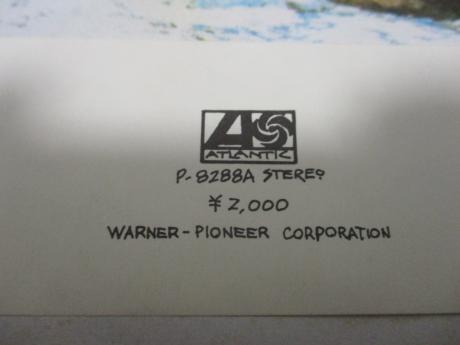 ATLANTIC
P-8288A STEREO
¥2,000
WARNER-PIONEER CORPORATION